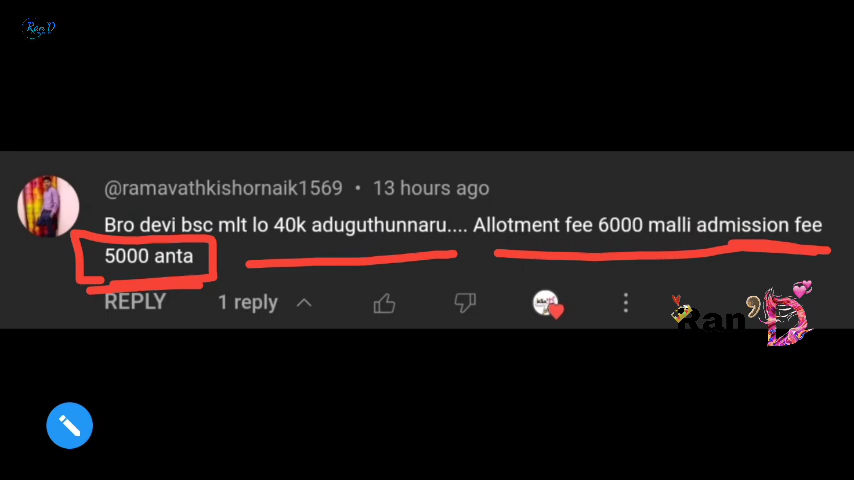 Ran'D
@ramavathkishornaik1569 • 13 hours ago
Bro devi bsc mlt lo 40k aduguthunnaru.... Allotment fee 6000 malli admission fee
5000 anta
REPLY 1 reply
Ran'D